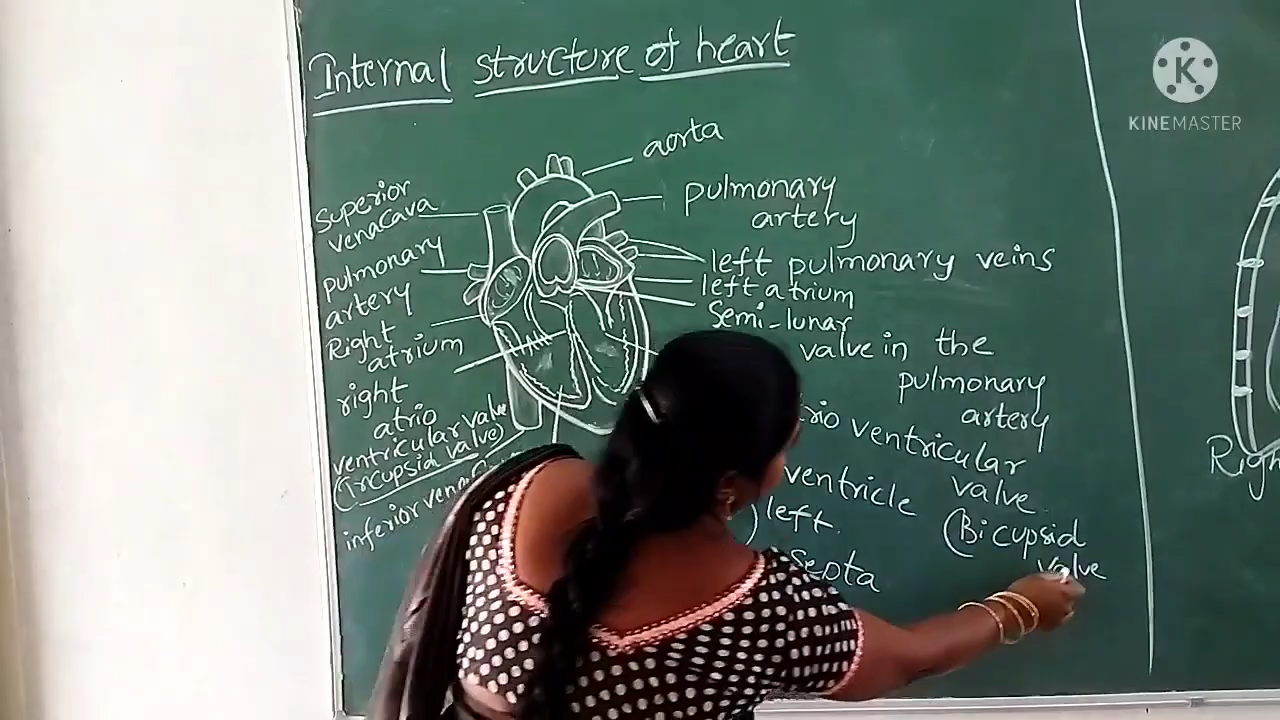 Internal structure of heart
KINEMASTER
aorta
Superior
venacava
pulmonary
artery
pulmonary
artery
left pulmonary veins
left atrium
Right
atrium
Semi-lunar
valve in the
pulmonary
artery
right
atrio
ventricular valve
(Tricupsid valve)
inferior
ventricular
valve
(Bi cupsid
valve
ventricle
left
Septa